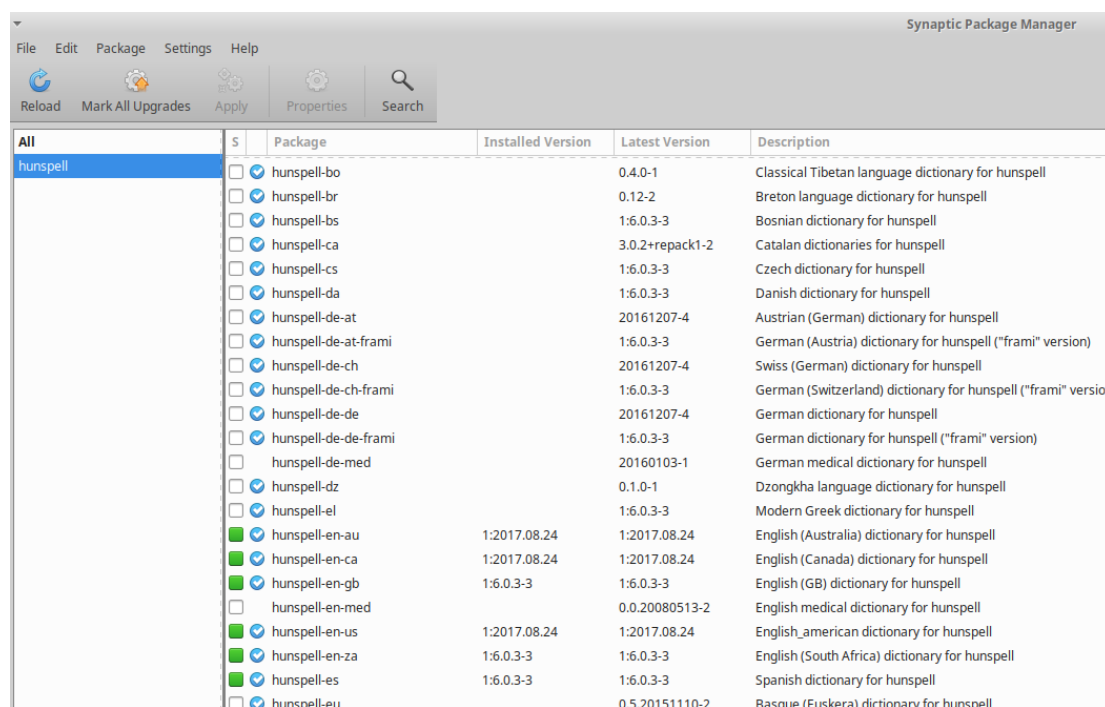 Synaptic Package Manager
File Edit Package Settings Help
Reload Mark All Upgrades Apply Properties Search
All
hunspell
S Package Installed Version Latest Version Description
hunspell-bo 0.4.0-1 Classical Tibetan language dictionary for hunspell
hunspell-br 0.12-2 Breton language dictionary for hunspell
hunspell-bs 1:6.0.3-3 Bosnian dictionary for hunspell
hunspell-ca 3.0.2+repack1-2 Catalan dictionaries for hunspell
hunspell-cs 1:6.0.3-3 Czech dictionary for hunspell
hunspell-da 1:6.0.3-3 Danish dictionary for hunspell
hunspell-de-at 20161207-4 Austrian (German) dictionary for hunspell
hunspell-de-at-frami 1:6.0.3-3 German (Austria) dictionary for hunspell ("frami" version)
hunspell-de-ch 20161207-4 Swiss (German) dictionary for hunspell
hunspell-de-ch-frami 1:6.0.3-3 German (Switzerland) dictionary for hunspell ("frami" versio
hunspell-de-de 20161207-4 German dictionary for hunspell
hunspell-de-de-frami 1:6.0.3-3 German dictionary for hunspell ("frami" version)
hunspell-de-med 20160103-1 German medical dictionary for hunspell
hunspell-dz 0.1.0-1 Dzongkha language dictionary for hunspell
hunspell-el 1:6.0.3-3 Modern Greek dictionary for hunspell
hunspell-en-au 1:2017.08.24 1:2017.08.24 English (Australia) dictionary for hunspell
hunspell-en-ca 1:2017.08.24 1:2017.08.24 English (Canada) dictionary for hunspell
hunspell-en-gb 1:6.0.3-3 1:6.0.3-3 English (GB) dictionary for hunspell
hunspell-en-med 0.0.20080513-2 English medical dictionary for hunspell
hunspell-en-us 1:2017.08.24 1:2017.08.24 English_american dictionary for hunspell
hunspell-en-za 1:6.0.3-3 1:6.0.3-3 English (South Africa) dictionary for hunspell
hunspell-es 1:6.0.3-3 1:6.0.3-3 Spanish dictionary for hunspell
hunspell-eu 0.5.20151110-2 Basque (Euskera) dictionary for hunspell